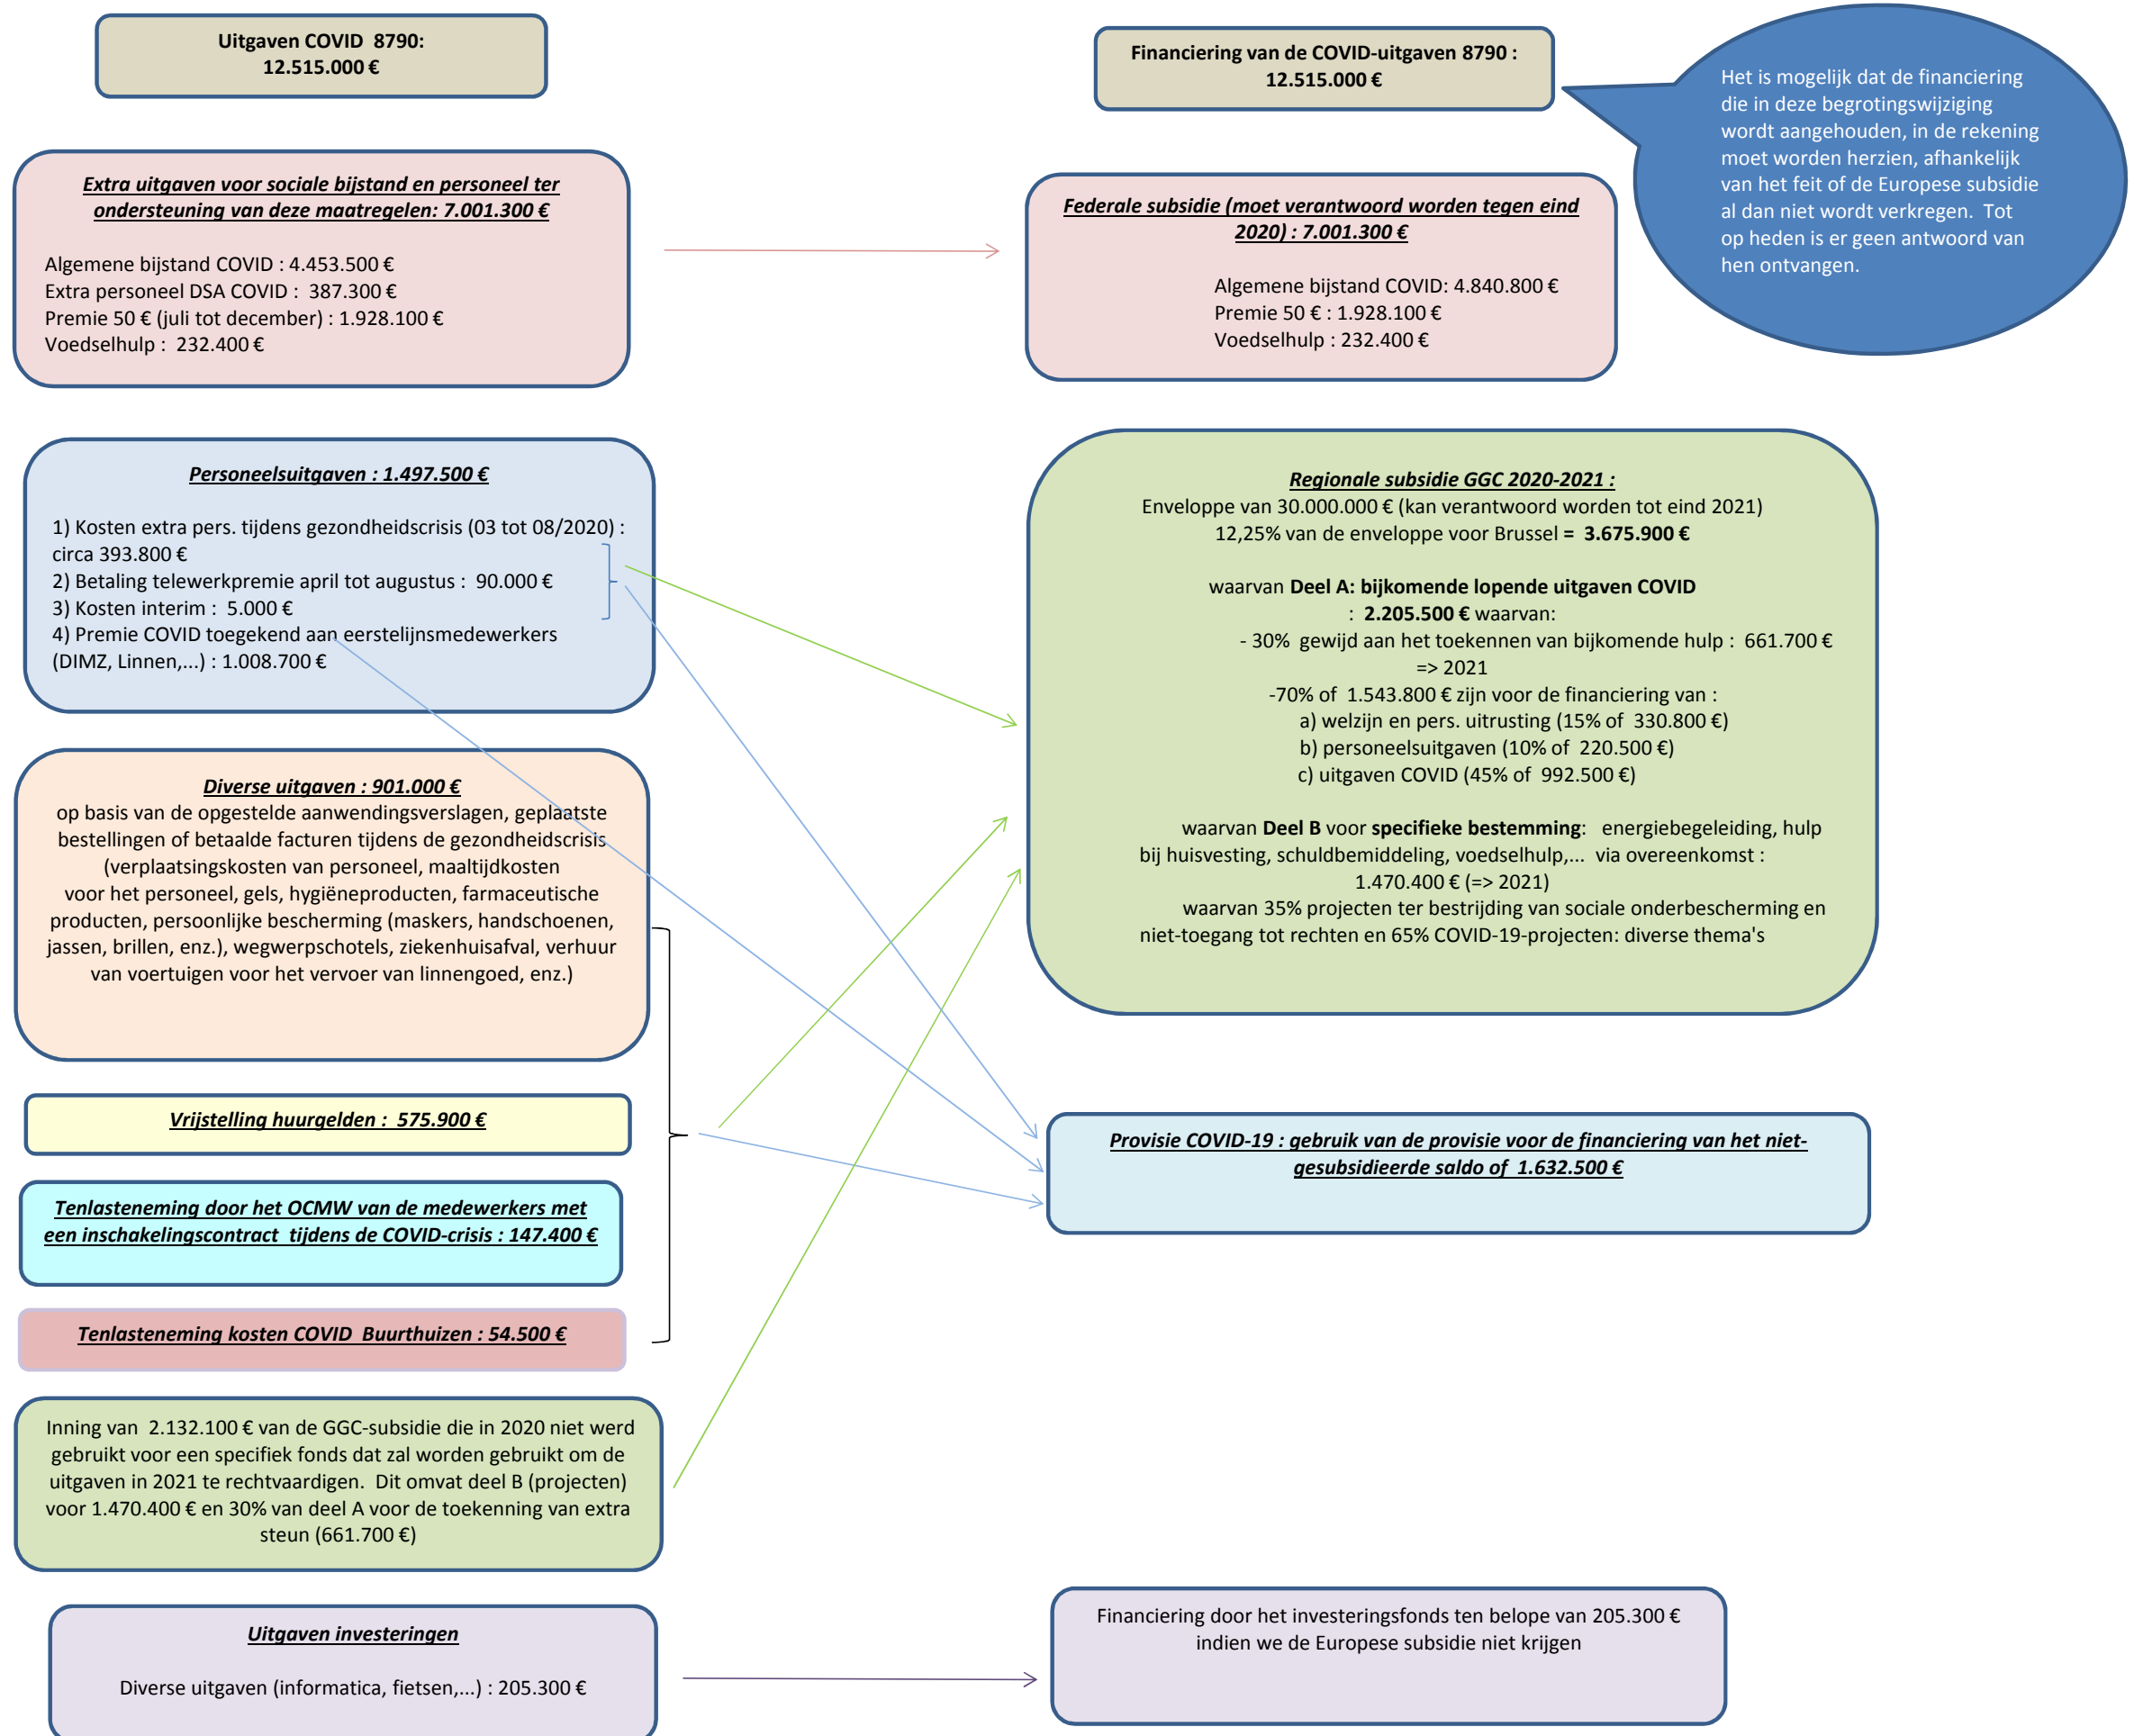 Uitgaven COVID 8790:
12.515.000 €
Financiering van de COVID-uitgaven 8790 :
12.515.000 €
Het is mogelijk dat de financiering
die in deze begrotingswijziging
wordt aangehouden, in de rekening
moet worden herzien, afhankelijk
van het feit of de Europese subsidie
al dan niet wordt verkregen. Tot
op heden is er geen antwoord van
hen ontvangen.
Extra uitgaven voor sociale bijstand en personeel ter
ondersteuning van deze maatregelen: 7.001.300 €
Algemene bijstand COVID : 4.453.500 €
Extra personeel DSA COVID : 387.300 €
Premie 50 € (juli tot december) : 1.928.100 €
Voedselhulp : 232.400 €
Federale subsidie (moet verantwoord worden tegen eind
2020) : 7.001.300 €
Algemene bijstand COVID: 4.840.800 €
Premie 50 € : 1.928.100 €
Voedselhulp : 232.400 €
Personeelsuitgaven : 1.497.500 €
1) Kosten extra pers. tijdens gezondheidscrisis (03 tot 08/2020) :
circa 393.800 €
2) Betaling telewerkpremie april tot augustus : 90.000 €
3) Kosten interim : 5.000 €
4) Premie COVID toegekend aan eerstelijnsmedewerkers
(DIMZ, Linnen,...) : 1.008.700 €
Regionale subsidie GGC 2020-2021 :
Enveloppe van 30.000.000 € (kan verantwoord worden tot eind 2021)
12,25% van de enveloppe voor Brussel = 3.675.900 €
waarvan Deel A: bijkomende lopende uitgaven COVID
: 2.205.500 € waarvan:
- 30% gewijd aan het toekennen van bijkomende hulp : 661.700 €
=> 2021
-70% of 1.543.800 € zijn voor de financiering van :
a) welzijn en pers. uitrusting (15% of 330.800 €)
b) personeelsuitgaven (10% of 220.500 €)
c) uitgaven COVID (45% of 992.500 €)
waarvan Deel B voor specifieke bestemming: energiebegeleiding, hulp
bij huisvesting, schuldbemiddeling, voedselhulp,... via overeenkomst :
1.470.400 € (=> 2021)
waarvan 35% projecten ter bestrijding van sociale onderbescherming en
niet-toegang tot rechten en 65% COVID-19-projecten: diverse thema's
Diverse uitgaven : 901.000 €
op basis van de opgestelde aanwendingsverslagen, geplaatste
bestellingen of betaalde facturen tijdens de gezondheidscrisis
(verplaatsingskosten van personeel, maaltijdkosten
voor het personeel, gels, hygiëneproducten, farmaceutische
producten, persoonlijke bescherming (maskers, handschoenen,
jassen, brillen, enz.), wegwerpschotels, ziekenhuisafval, verhuur
van voertuigen voor het vervoer van linnengoed, enz.)
Vrijstelling huurgelden : 575.900 €
Provisie COVID-19 : gebruik van de provisie voor de financiering van het niet-
gesubsidieerde saldo of 1.632.500 €
Tenlasteneming door het OCMW van de medewerkers met
een inschakelingscontract tijdens de COVID-crisis : 147.400 €
Tenlasteneming kosten COVID Buurthuizen : 54.500 €
Inning van 2.132.100 € van de GGC-subsidie die in 2020 niet werd
gebruikt voor een specifiek fonds dat zal worden gebruikt om de
uitgaven in 2021 te rechtvaardigen. Dit omvat deel B (projecten)
voor 1.470.400 € en 30% van deel A voor de toekenning van extra
steun (661.700 €)
Uitgaven investeringen
Diverse uitgaven (informatica, fietsen,...) : 205.300 €
Financiering door het investeringsfonds ten belope van 205.300 €
indien we de Europese subsidie niet krijgen